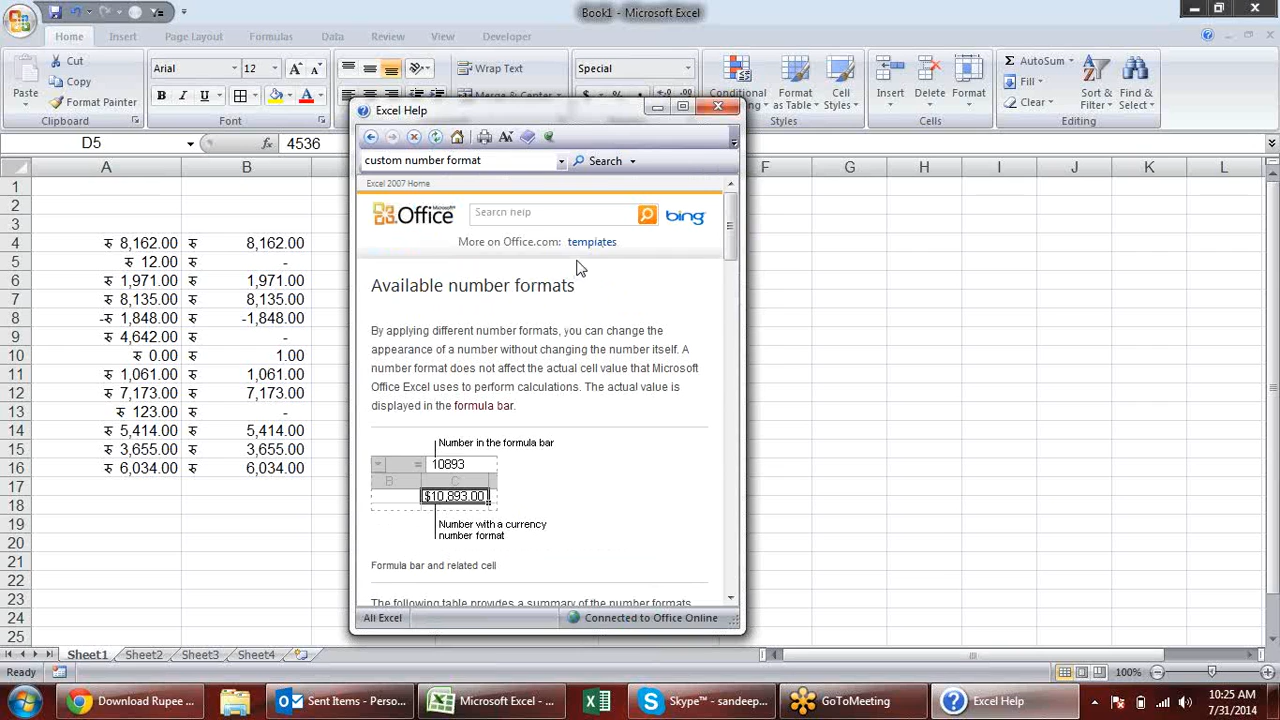 Book1 - Microsoft Excel
Home Insert Page Layout Formulas Data Review View Developer
Paste
Cut
Copy
Format Painter
Clipboard
Arial 12
B I U
Font
Wrap Text
Merge & Center
Special
$ %
Conditional Format as Table Cell Styles
Styles
Insert Delete Format
Cells
AutoSum
Fill
Clear
Sort & Filter Find & Select
Editing
D5 fx 4536
A B F G H I J K L
1
2
3
4 रु 8,162.00 रु 8,162.00
5 रु 12.00 रु -
6 रु 1,971.00 रु 1,971.00
7 रु 8,135.00 रु 8,135.00
8 -रु 1,848.00 रु -1,848.00
9 रु 4,642.00 रु -
10 रु 0.00 रु 1.00
11 रु 1,061.00 रु 1,061.00
12 रु 7,173.00 रु 7,173.00
13 रु 123.00 रु -
14 रु 5,414.00 रु 5,414.00
15 रु 3,655.00 रु 3,655.00
16 रु 6,034.00 रु 6,034.00
17
18
19
20
21
22
23
24
25
Excel Help
custom number format Search
Excel 2007 Home
Microsoft Office Search help bing
More on Office.com: templates
Available number formats
By applying different number formats, you can change the
appearance of a number without changing the number itself. A
number format does not affect the actual cell value that Microsoft
Office Excel uses to perform calculations. The actual value is
displayed in the formula bar.
Number in the formula bar
= 10893
B C
$10,893.00
Number with a currency
number format
Formula bar and related cell
The following table provides a summary of the number formats
All Excel Connected to Office Online
Sheet1 Sheet2 Sheet3 Sheet4
Ready 100%
Download Rupee ... Sent Items - Perso... Microsoft Excel - ... Skype™ - sandeep... GoToMeeting Excel Help
10:25 AM
7/31/2014